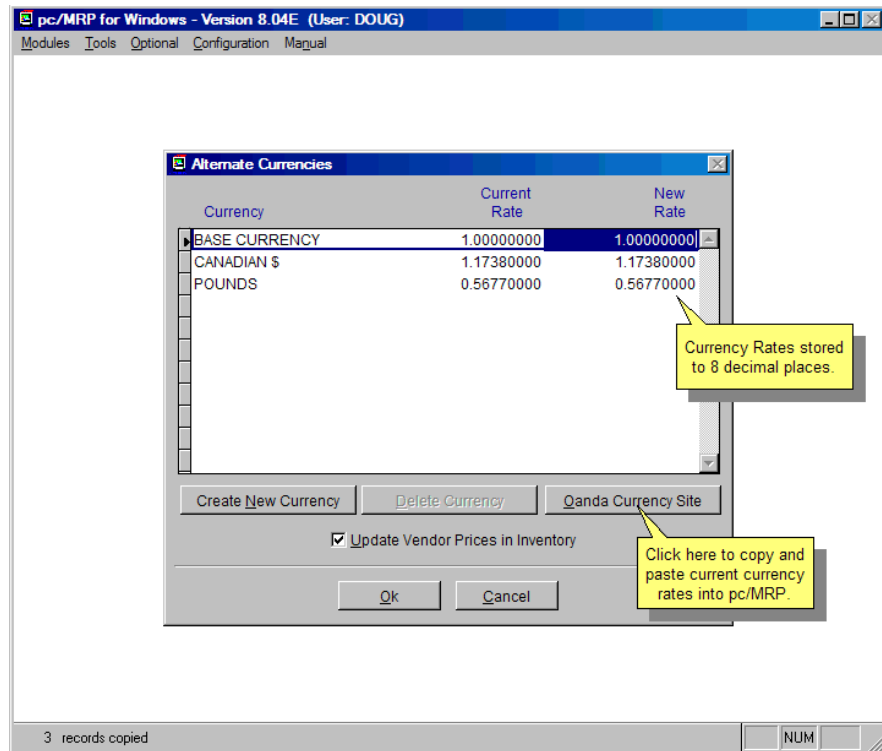 pc/MRP for Windows - Version 8.04E (User: DOUG)
Modules Tools Optional Configuration Manual
Alternate Currencies
Currency Current Rate New Rate
BASE CURRENCY 1.00000000 1.00000000
CANADIAN $ 1.17380000 1.17380000
POUNDS 0.56770000 0.56770000
Currency Rates stored
to 8 decimal places.
Create New Currency Delete Currency Oanda Currency Site
Update Vendor Prices in Inventory
Click here to copy and
paste current currency
rates into pc/MRP.
Ok Cancel
3 records copied NUM